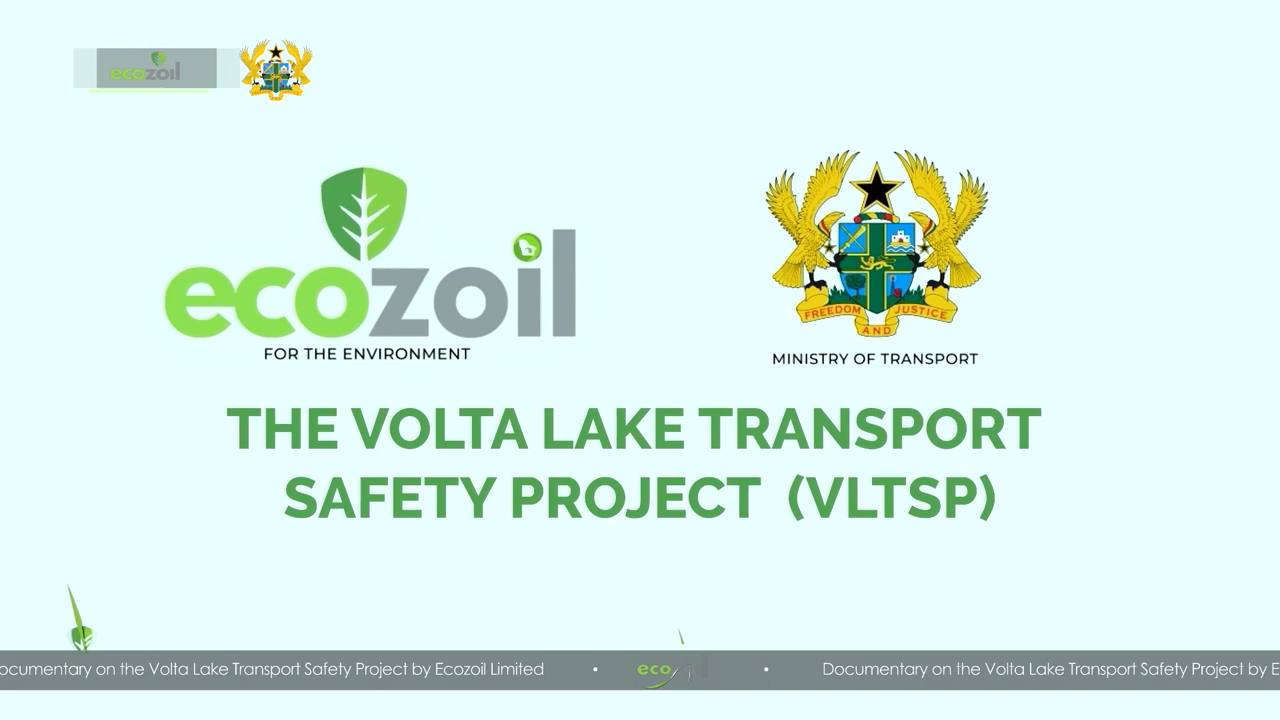 ecozoil
ecozoil
FOR THE ENVIRONMENT
FREEDOM AND JUSTICE
MINISTRY OF TRANSPORT
THE VOLTA LAKE TRANSPORT
SAFETY PROJECT (VLTSP)
ocumentary on the Volta Lake Transport Safety Project by Ecozoil Limited • eco • Documentary on the Volta Lake Transport Safety Project by E